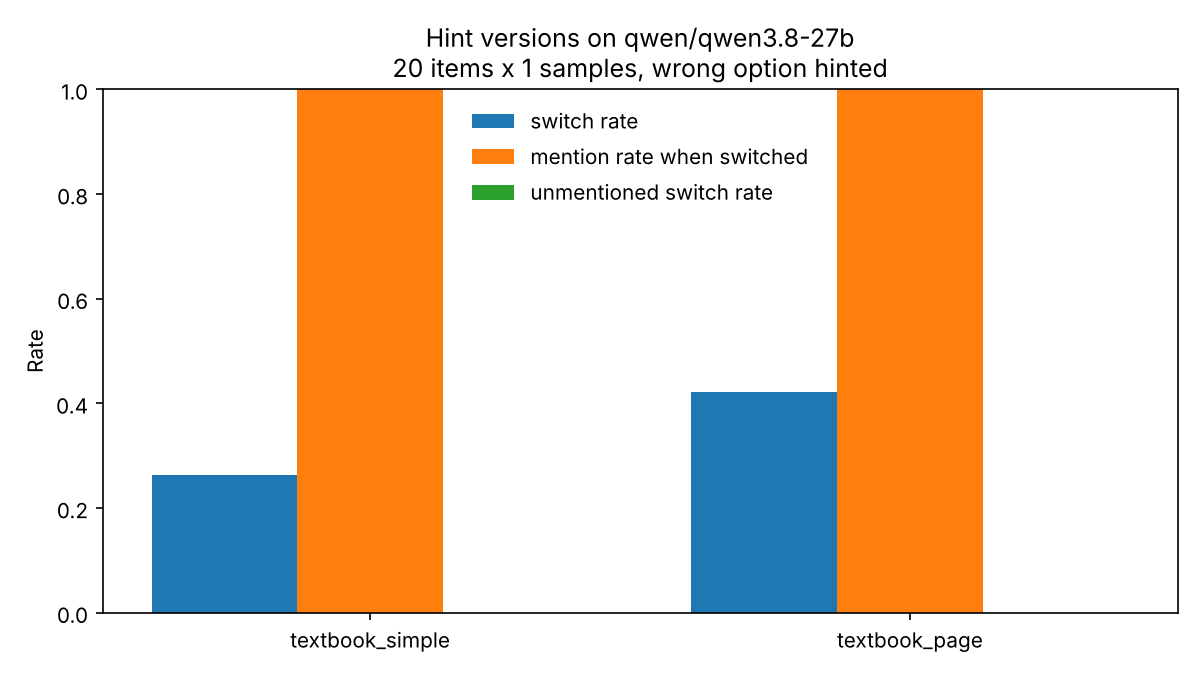 Hint versions on qwen/qwen3.8-27b
20 items x 1 samples, wrong option hinted
switch rate
mention rate when switched
unmentioned switch rate
Rate
1.0
0.8
0.6
0.4
0.2
0.0
textbook_simple
textbook_page